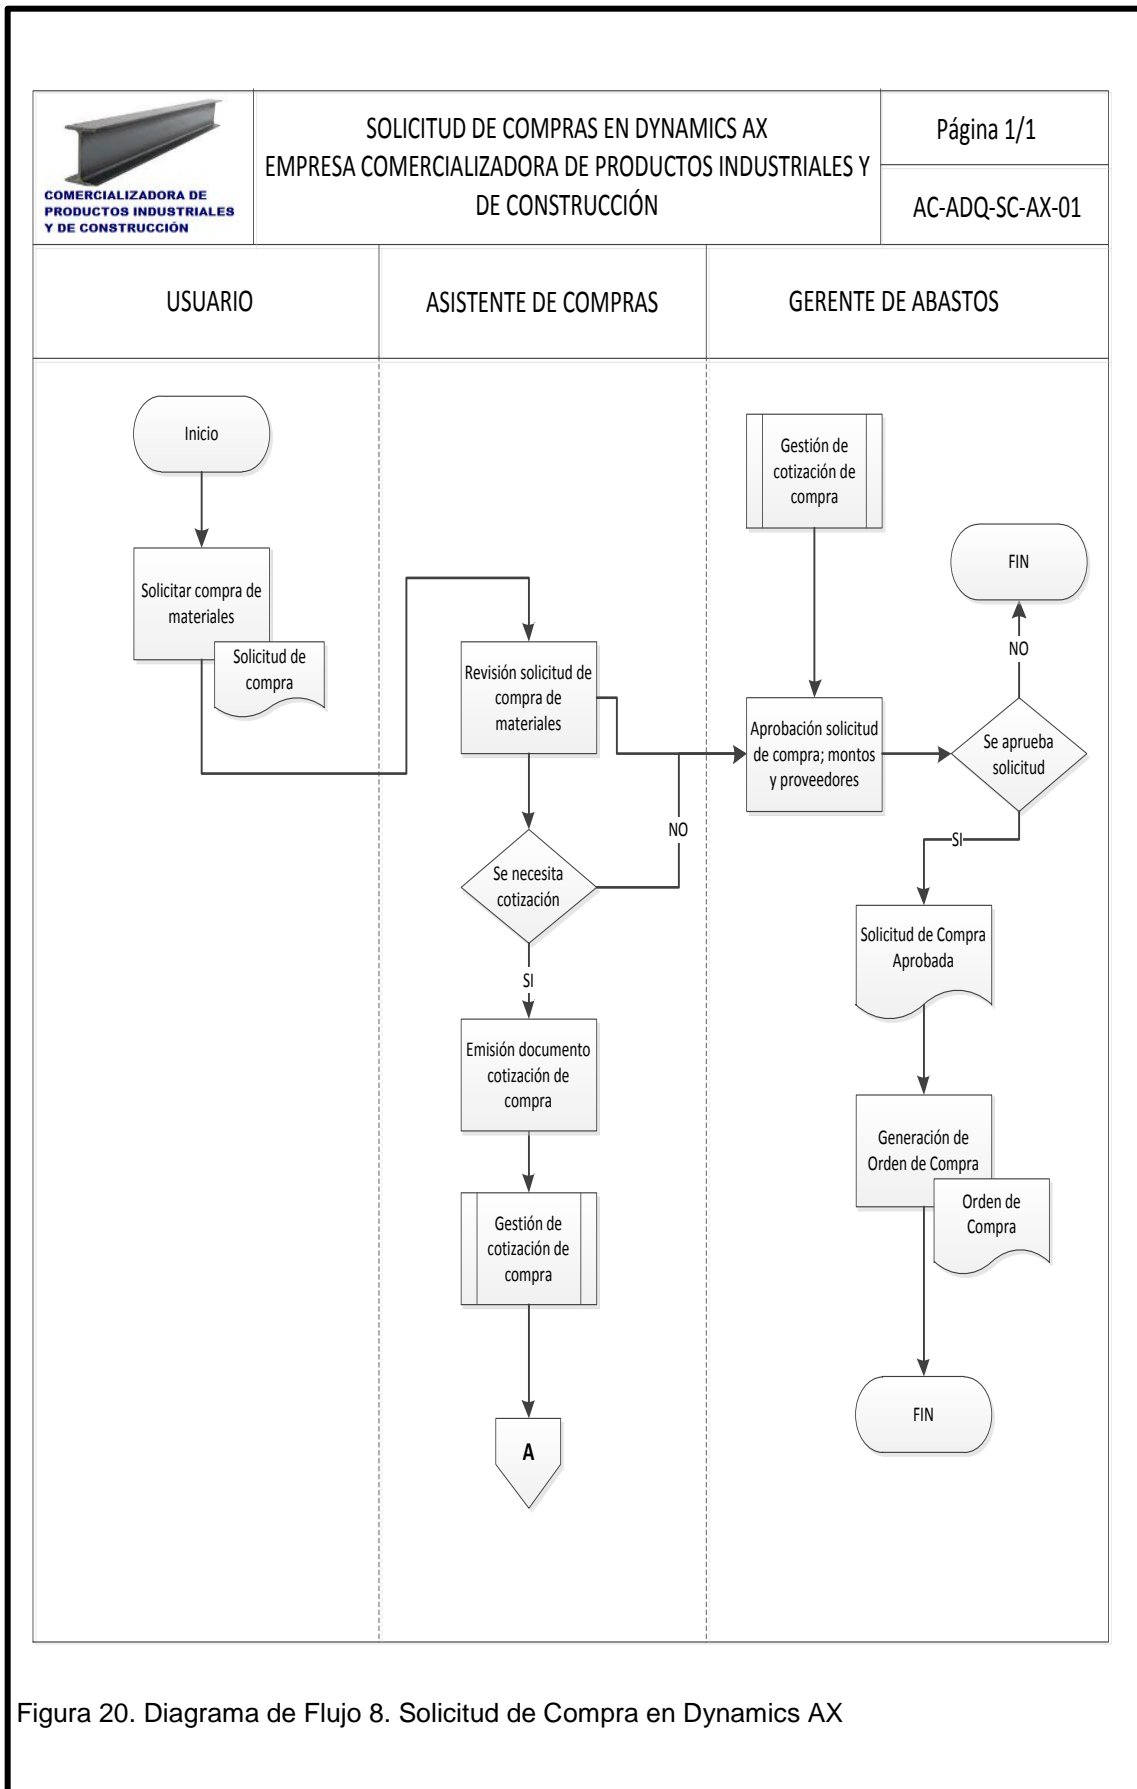 COMERCIALIZADORA DE
PRODUCTOS INDUSTRIALES
Y DE CONSTRUCCIÓN
SOLICITUD DE COMPRAS EN DYNAMICS AX
EMPRESA COMERCIALIZADORA DE PRODUCTOS INDUSTRIALES Y
DE CONSTRUCCIÓN
Página 1/1
AC-ADQ-SC-AX-01
USUARIO
ASISTENTE DE COMPRAS
GERENTE DE ABASTOS
Inicio
Solicitar compra de
materiales
Solicitud de
compra
Revisión solicitud de
compra de
materiales
Se necesita
cotización
NO
SI
Emisión documento
cotización de
compra
Gestión de
cotización de
compra
A
Gestión de
cotización de
compra
Aprobación solicitud
de compra; montos
y proveedores
Se aprueba
solicitud
NO
FIN
SI
Solicitud de Compra
Aprobada
Generación de
Orden de Compra
Orden de
Compra
FIN
Figura 20. Diagrama de Flujo 8. Solicitud de Compra en Dynamics AX